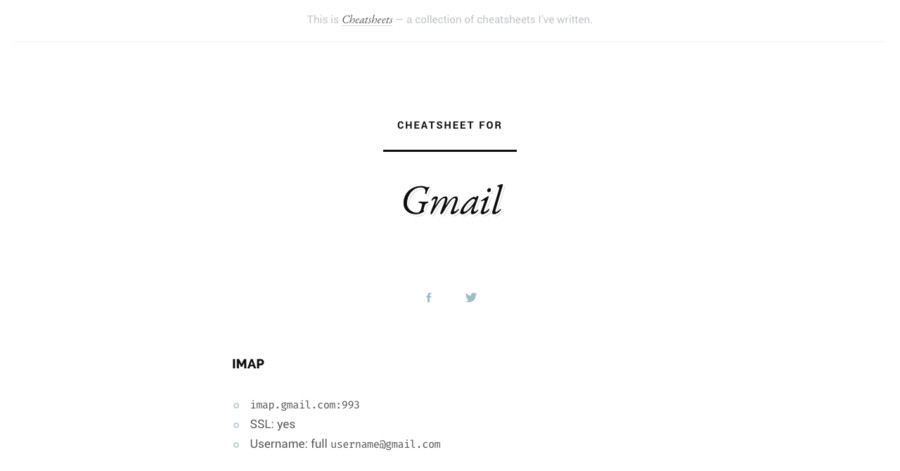 This is Cheatsheets — a collection of cheatsheets I've written.
CHEATSHEET FOR
Gmail
IMAP
imap.gmail.com:993
SSL: yes
Username: full username@gmail.com